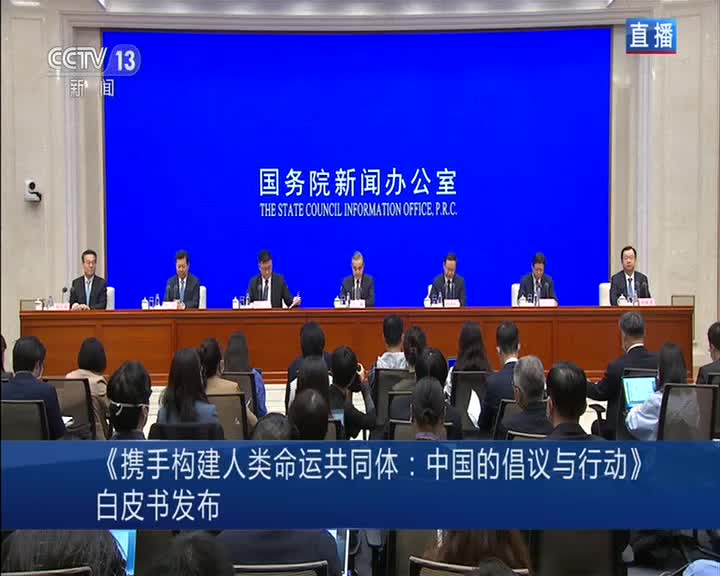 CCTV 13
新闻
直播
国务院新闻办公室
THE STATE COUNCIL INFORMATION OFFICE, P.R.C.
《携手构建人类命运共同体：中国的倡议与行动》
白皮书发布